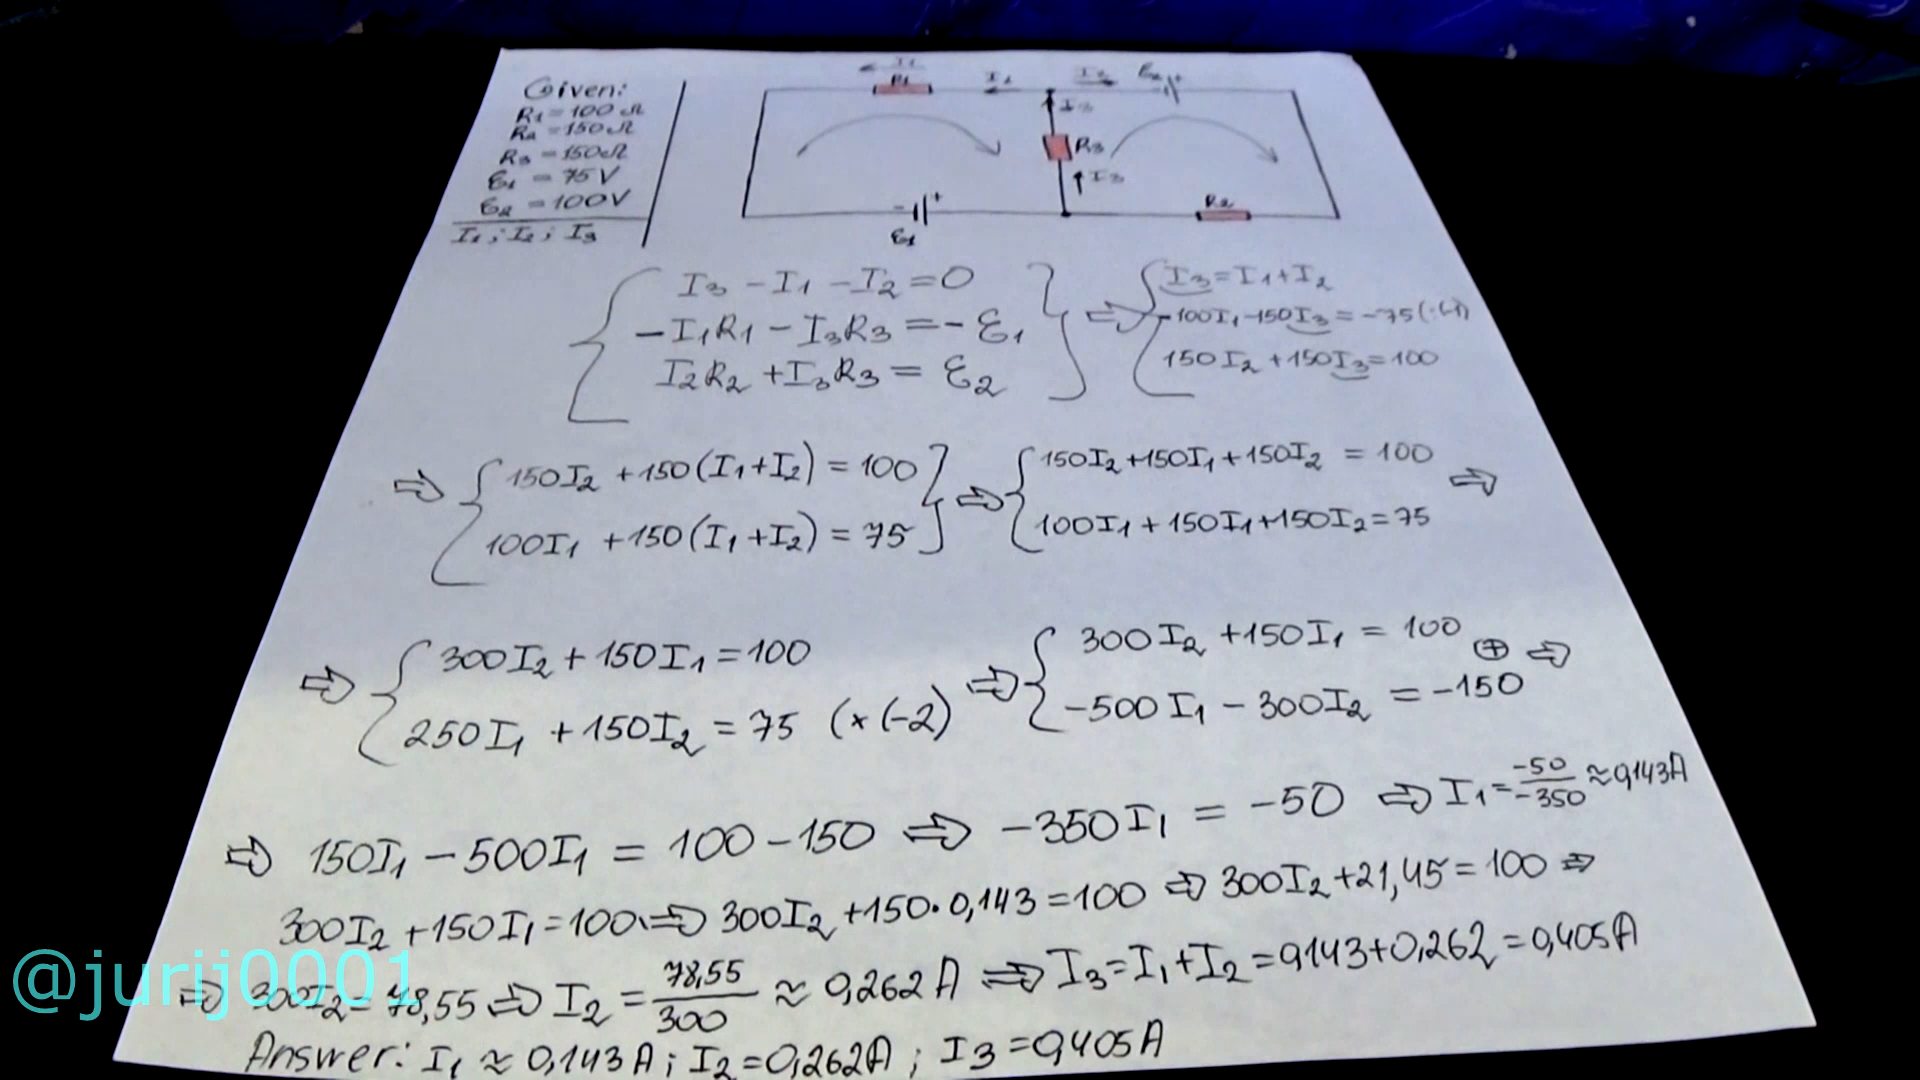 Given:
R1 = 100 Ω
R2 = 150 Ω
R3 = 150 Ω
ε1 = 75 V
ε2 = 100 V
I1 ; I2 ; I3
I1
R1
I1
I2
ε2
+
I3
R3
I3
R2
- +
ε1
I3 - I1 - I2 = 0
-I1R1 - I3R3 = - ε1
I2R2 + I3R3 = ε2
⇒ I3 = I1 + I2
-100I1 - 150I3 = -75 (·(-1))
150I2 + 150I3 = 100
⇒ 150I2 + 150(I1 + I2) = 100
100I1 + 150(I1 + I2) = 75
⇒ 150I2 + 150I1 + 150I2 = 100 ⇒
100I1 + 150I1 + 150I2 = 75
⇒ 300I2 + 150I1 = 100
250I1 + 150I2 = 75 (× (-2)
⇒ 300I2 + 150I1 = 100 ⊕ ⇒
-500I1 - 300I2 = -150
⇒ 150I1 - 500I1 = 100 - 150 ⇒ -350I1 = -50 ⇒ I1 = -50/-350 ≈ 0,143A
300I2 + 150I1 = 100 ⇒ 300I2 + 150·0,143 = 100 ⇒ 300I2 + 21,45 = 100 ⇒
⇒ 300I2 = 78,55 ⇒ I2 = 78,55/300 ≈ 0,262A ⇒ I3 = I1 + I2 = 0,143 + 0,262 = 0,405A
Answer: I1 ≈ 0,143A ; I2 = 0,262A ; I3 = 0,405A
@jurij0001